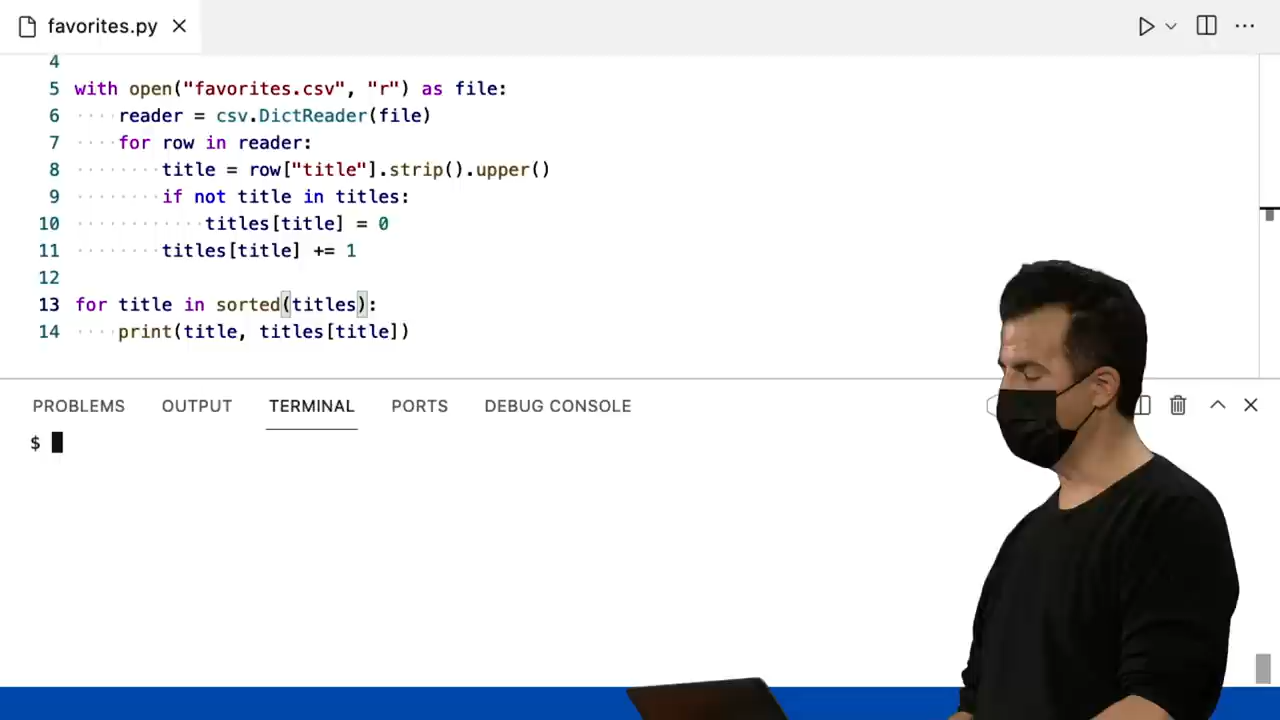 favorites.py
4
5 with open("favorites.csv", "r") as file:
6 reader = csv.DictReader(file)
7 for row in reader:
8 title = row["title"].strip().upper()
9 if not title in titles:
10 titles[title] = 0
11 titles[title] += 1
12
13 for title in sorted(titles):
14 print(title, titles[title])
PROBLEMS OUTPUT TERMINAL PORTS DEBUG CONSOLE
$